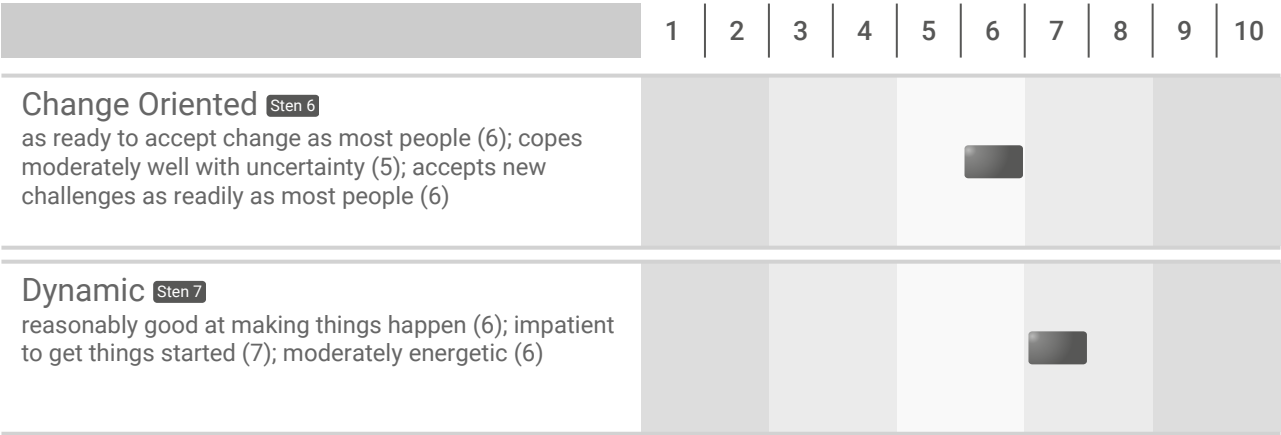 1 2 3 4 5 6 7 8 9 10
Change Oriented Sten 6
as ready to accept change as most people (6); copes
moderately well with uncertainty (5); accepts new
challenges as readily as most people (6)
Dynamic Sten 7
reasonably good at making things happen (6); impatient
to get things started (7); moderately energetic (6)